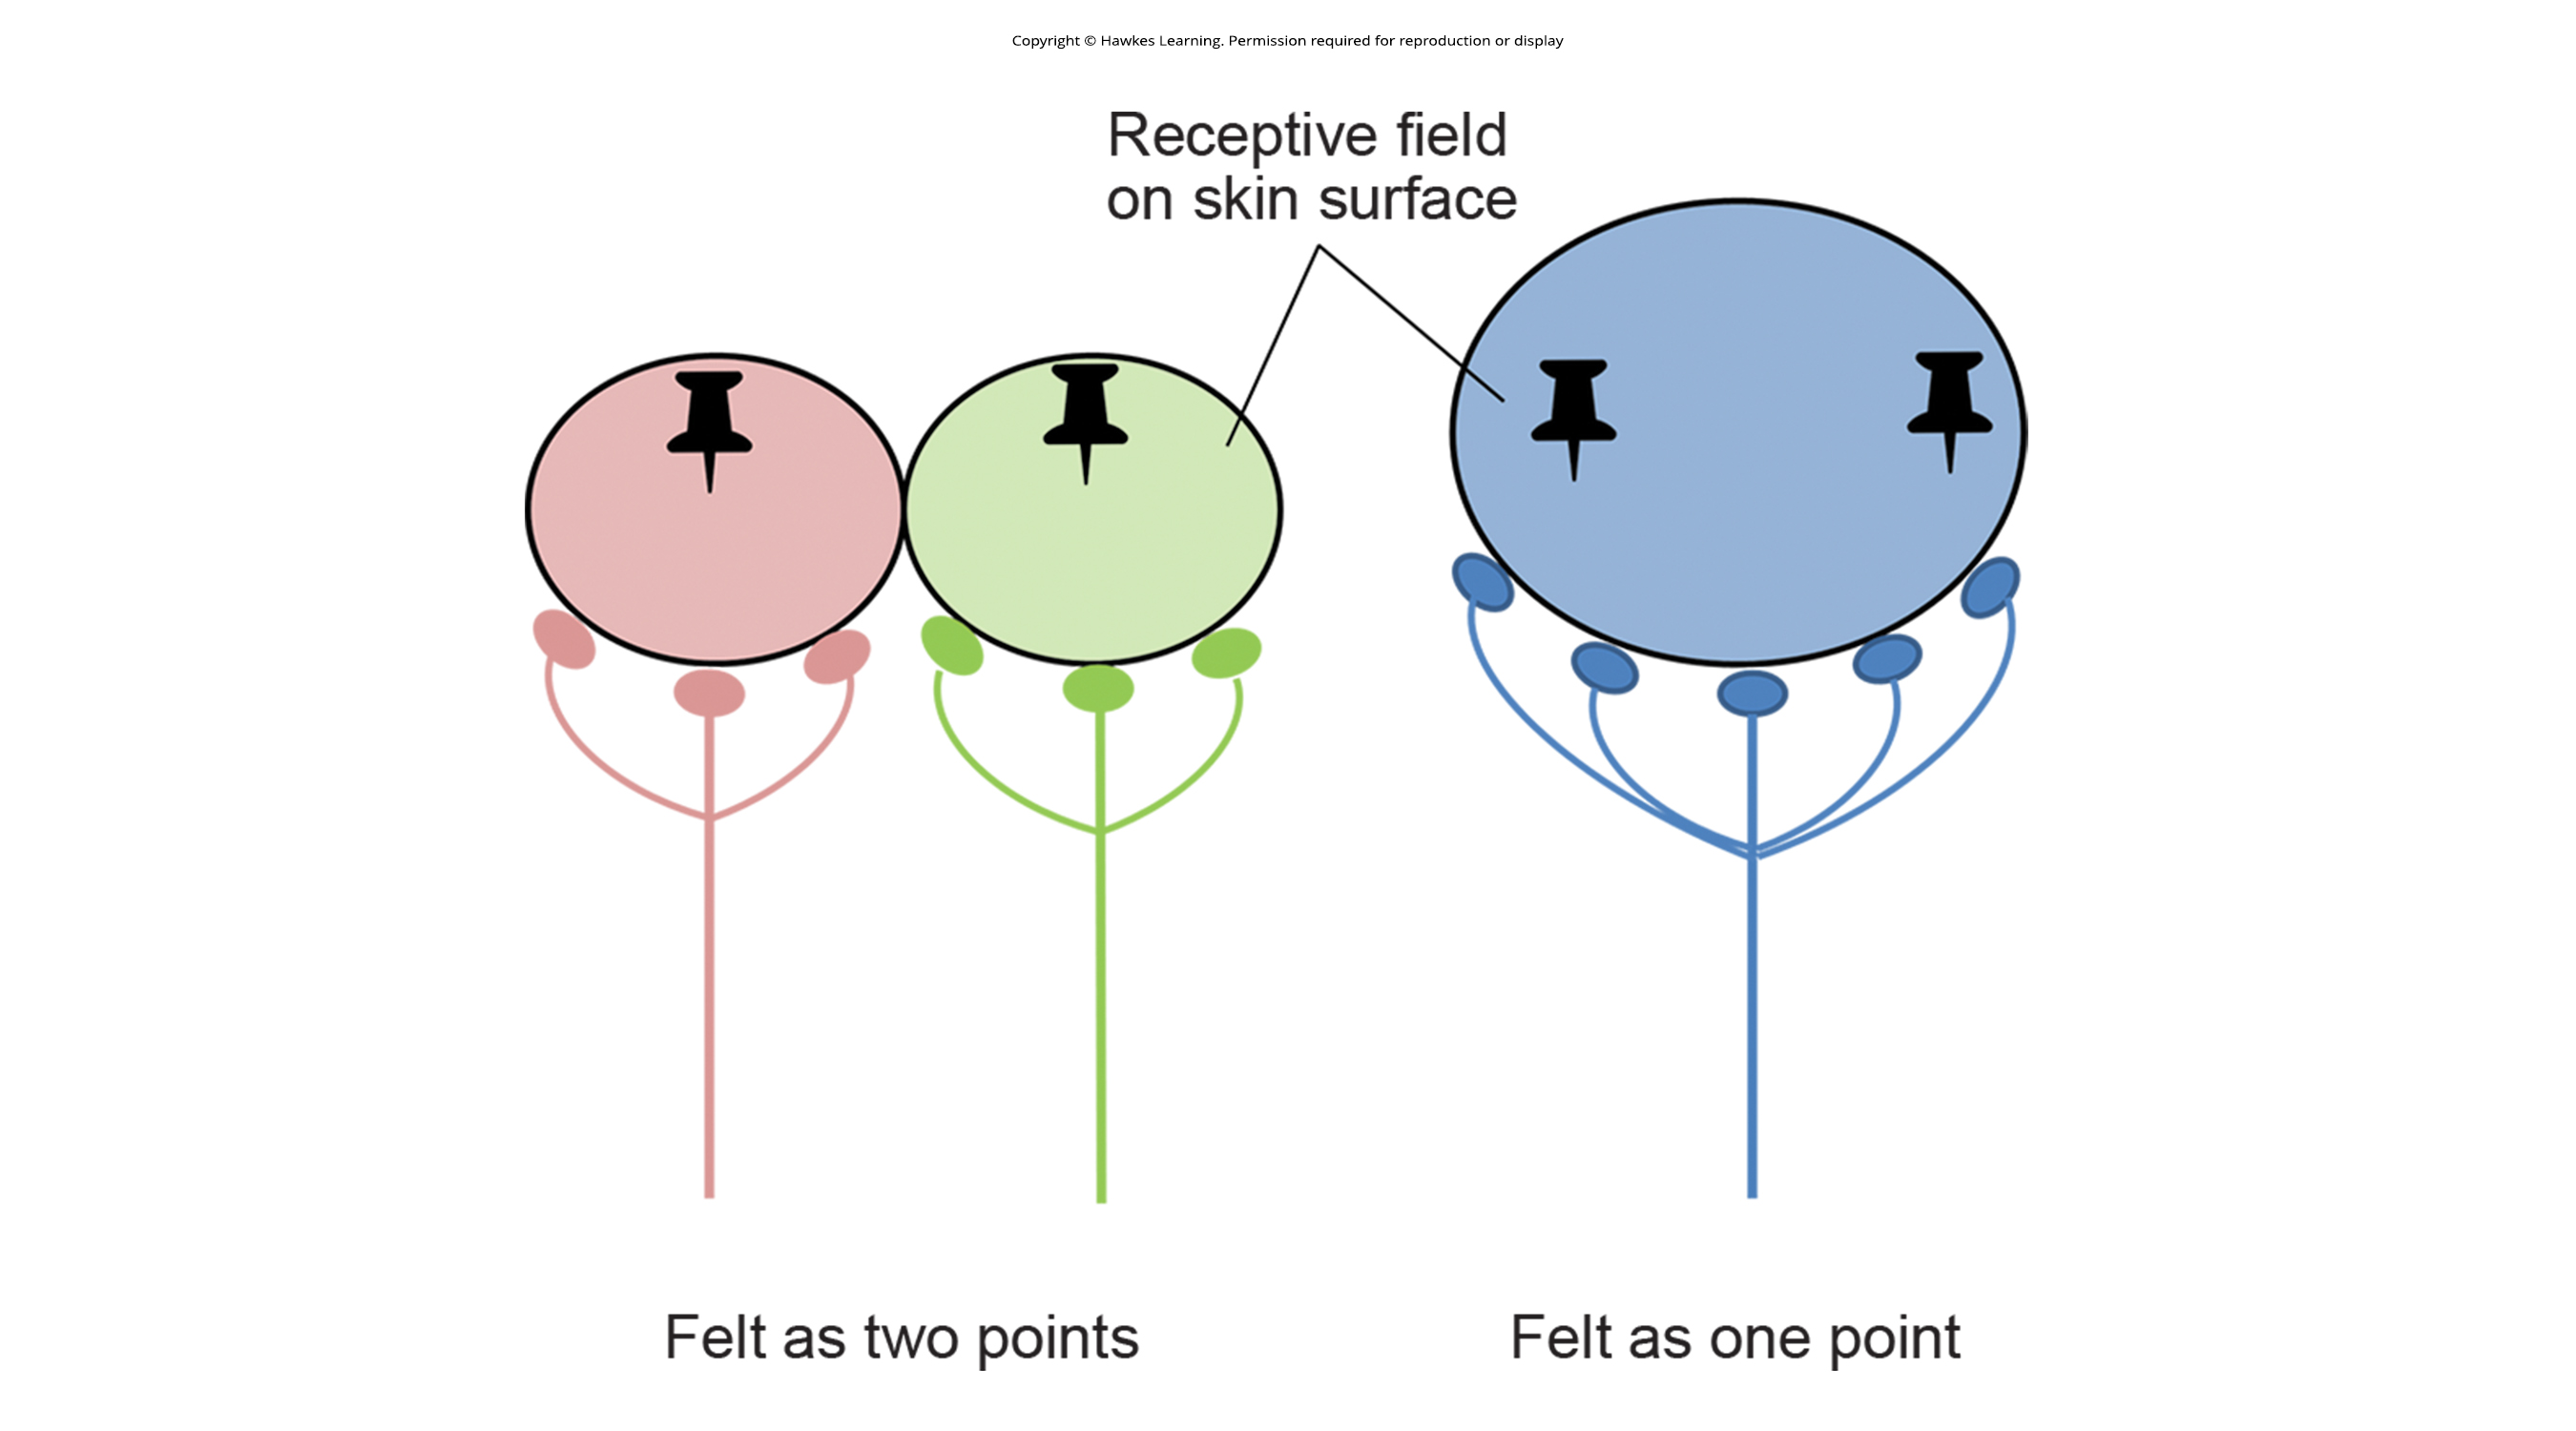 Copyright © Hawkes Learning. Permission required for reproduction or display
Receptive field
on skin surface
Felt as two points
Felt as one point